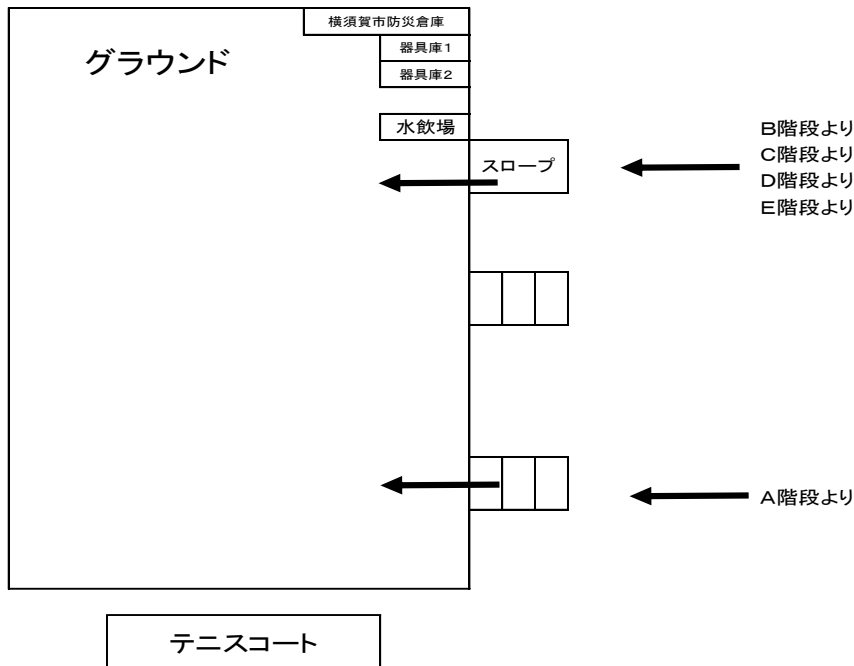 横須賀市防災倉庫
グラウンド
器具庫1
器具庫2
水飲場
スロープ
B階段より
C階段より
D階段より
E階段より
A階段より
テニスコート